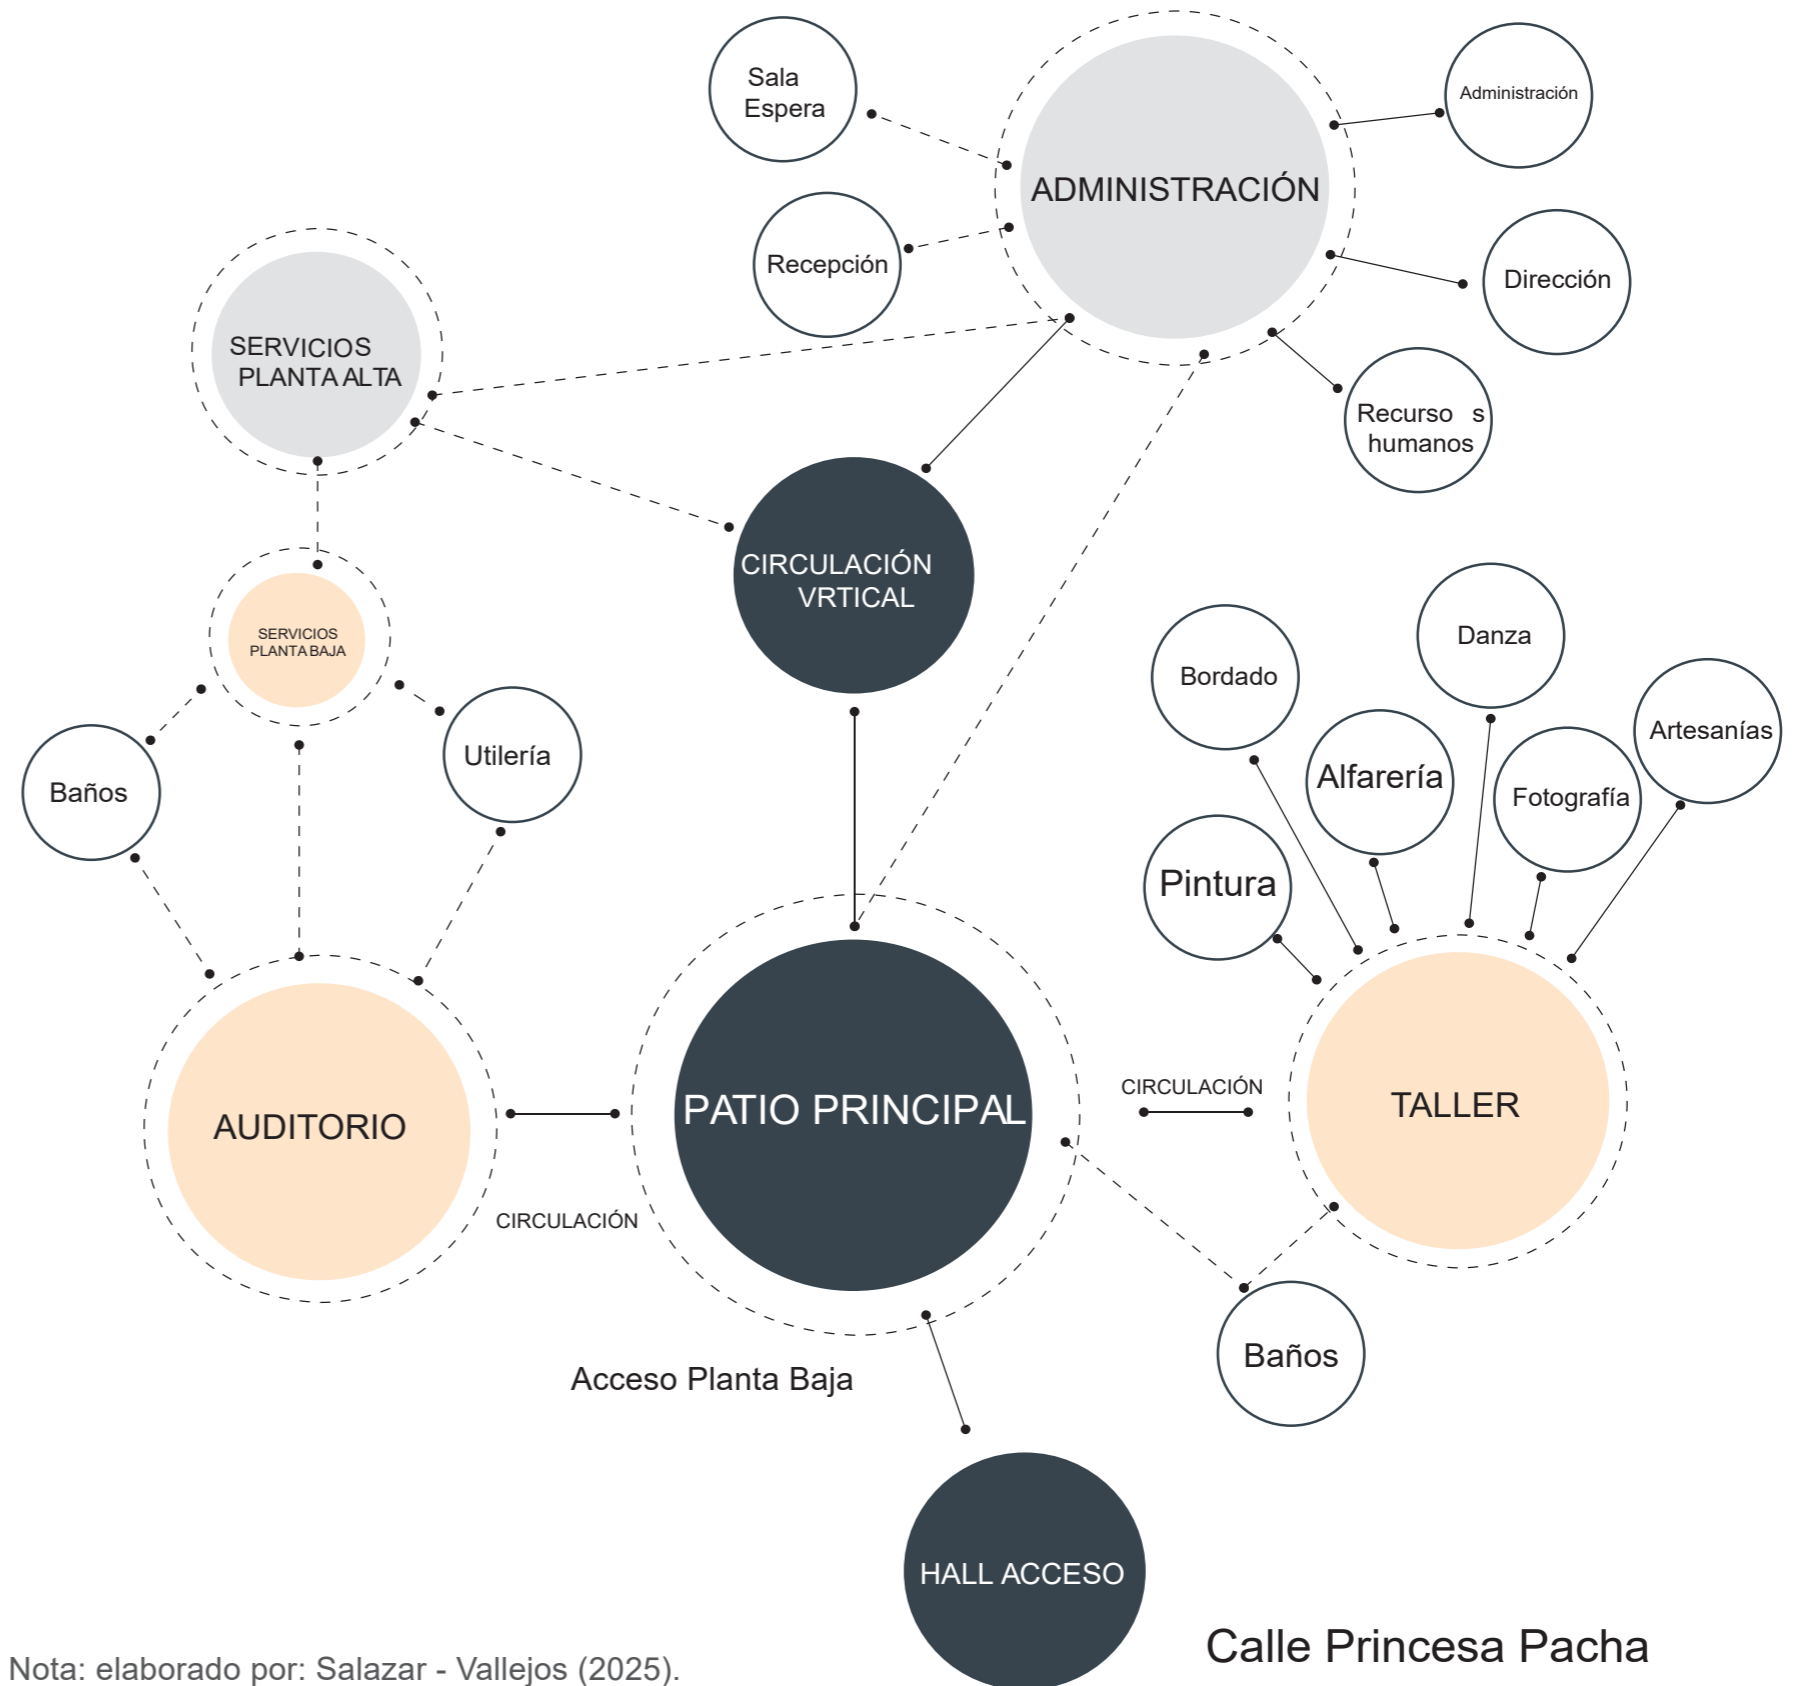 Sala
Espera
Administración
ADMINISTRACIÓN
Recepción
Dirección
SERVICIOS
PLANTA ALTA
Recurso s
humanos
CIRCULACIÓN
VRTICAL
SERVICIOS
PLANTA BAJA
Danza
Bordado
Artesanías
Utilería
Alfarería
Baños
Fotografía
Pintura
CIRCULACIÓN
TALLER
PATIO PRINCIPAL
AUDITORIO
CIRCULACIÓN
Baños
Acceso Planta Baja
HALL ACCESO
Calle Princesa Pacha
Nota: elaborado por: Salazar - Vallejos (2025).